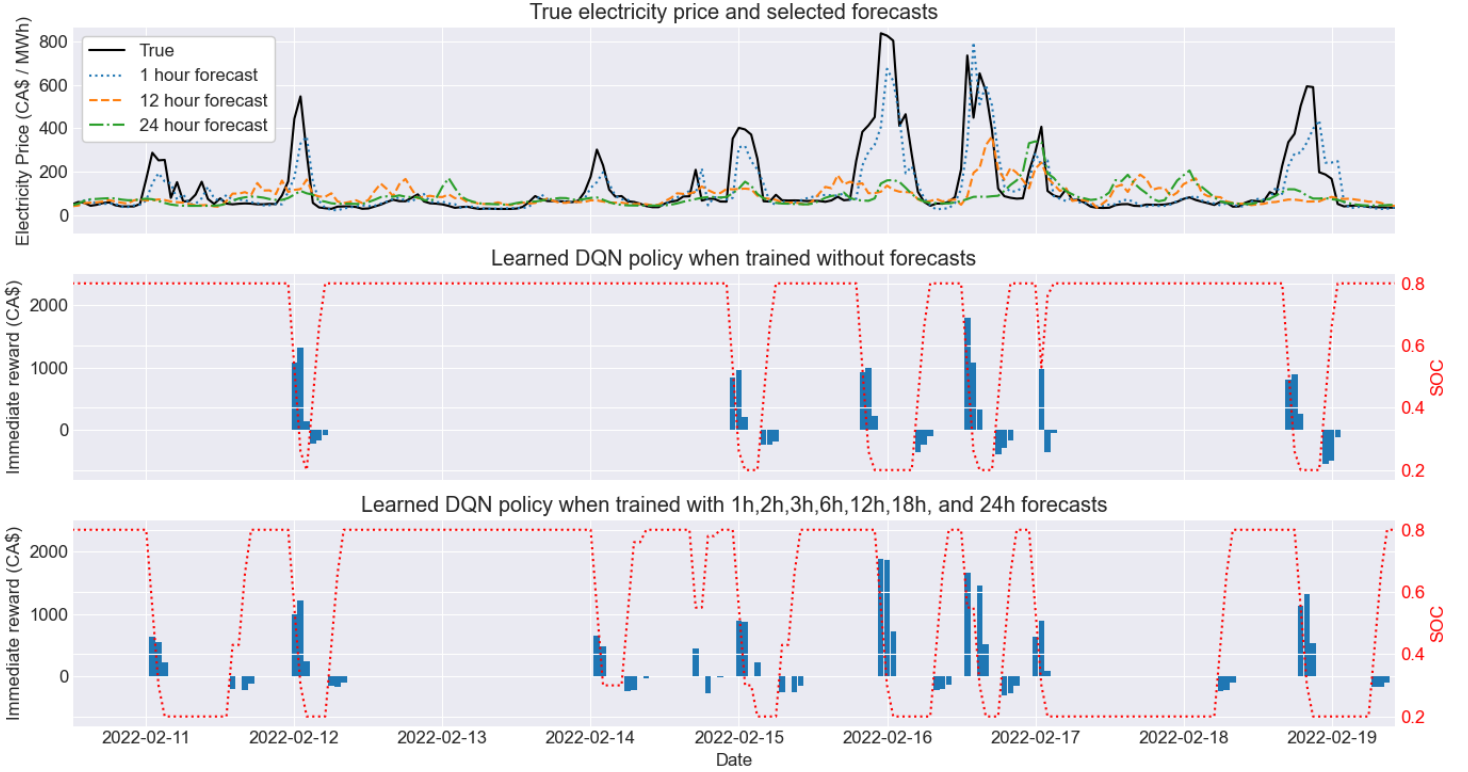 True electricity price and selected forecasts
Electricity Price (CA$ / MWh)
800
600
400
200
0
True
1 hour forecast
12 hour forecast
24 hour forecast
Learned DQN policy when trained without forecasts
Immediate reward (CA$)
2000
1000
0
0.8
0.6
0.4
0.2
SOC
Learned DQN policy when trained with 1h,2h,3h,6h,12h,18h, and 24h forecasts
Immediate reward (CA$)
2000
1000
0
0.8
0.6
0.4
0.2
SOC
2022-02-11 2022-02-12 2022-02-13 2022-02-14 2022-02-15 2022-02-16 2022-02-17 2022-02-18 2022-02-19
Date